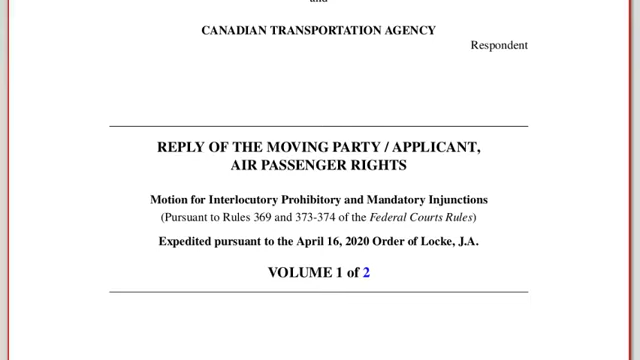 and
CANADIAN TRANSPORTATION AGENCY
Respondent
REPLY OF THE MOVING PARTY / APPLICANT,
AIR PASSENGER RIGHTS
Motion for Interlocutory Prohibitory and Mandatory Injunctions
(Pursuant to Rules 369 and 373-374 of the Federal Courts Rules)
Expedited pursuant to the April 16, 2020 Order of Locke, J.A.
VOLUME 1 of 2